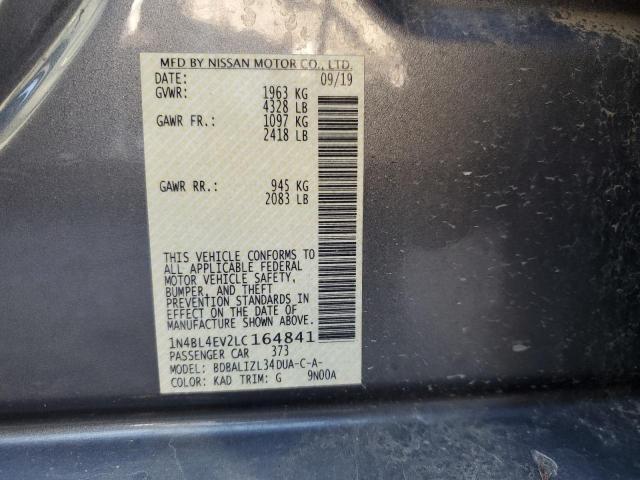 MFD BY NISSAN MOTOR CO., LTD.
DATE: 09/19
GVWR: 1963 KG
4328 LB
GAWR FR.: 1097 KG
2418 LB
GAWR RR.: 945 KG
2083 LB
THIS VEHICLE CONFORMS TO
ALL APPLICABLE FEDERAL
MOTOR VEHICLE SAFETY,
BUMPER, AND THEFT
PREVENTION STANDARDS IN
EFFECT ON THE DATE OF
MANUFACTURE SHOWN ABOVE.
1N4BL4EV2LC164841
PASSENGER CAR 373
MODEL: BDBALIZL34DUA-C-A-
COLOR: KAD TRIM: G 9N00A